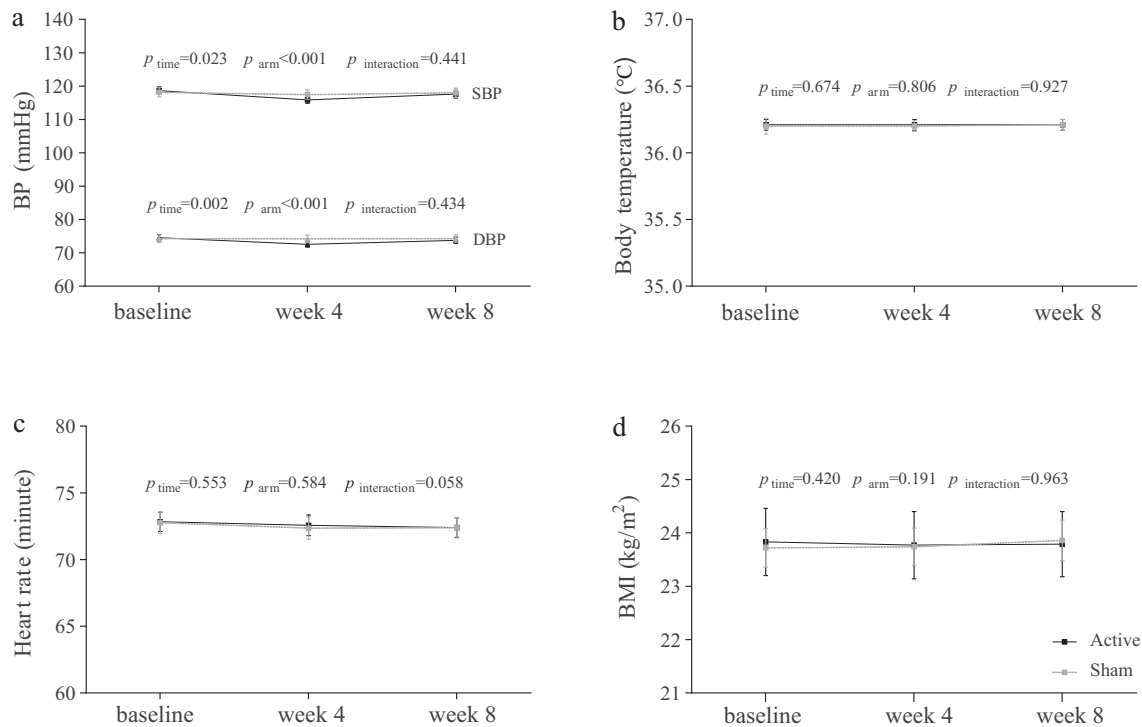 a
140
130
120
110
100
90
80
70
60
BP (mmHg)
p time=0.023 p arm<0.001 p interaction=0.441
SBP
p time=0.002 p arm<0.001 p interaction=0.434
DBP
baseline week 4 week 8
b
37.0
36.5
36.0
35.5
35.0
Body temperature (℃)
p time=0.674 p arm=0.806 p interaction=0.927
baseline week 4 week 8
c
80
75
70
65
60
Heart rate (minute)
p time=0.553 p arm=0.584 p interaction=0.058
baseline week 4 week 8
d
26
25
24
23
22
21
BMI (kg/m²)
p time=0.420 p arm=0.191 p interaction=0.963
Active
Sham
baseline week 4 week 8